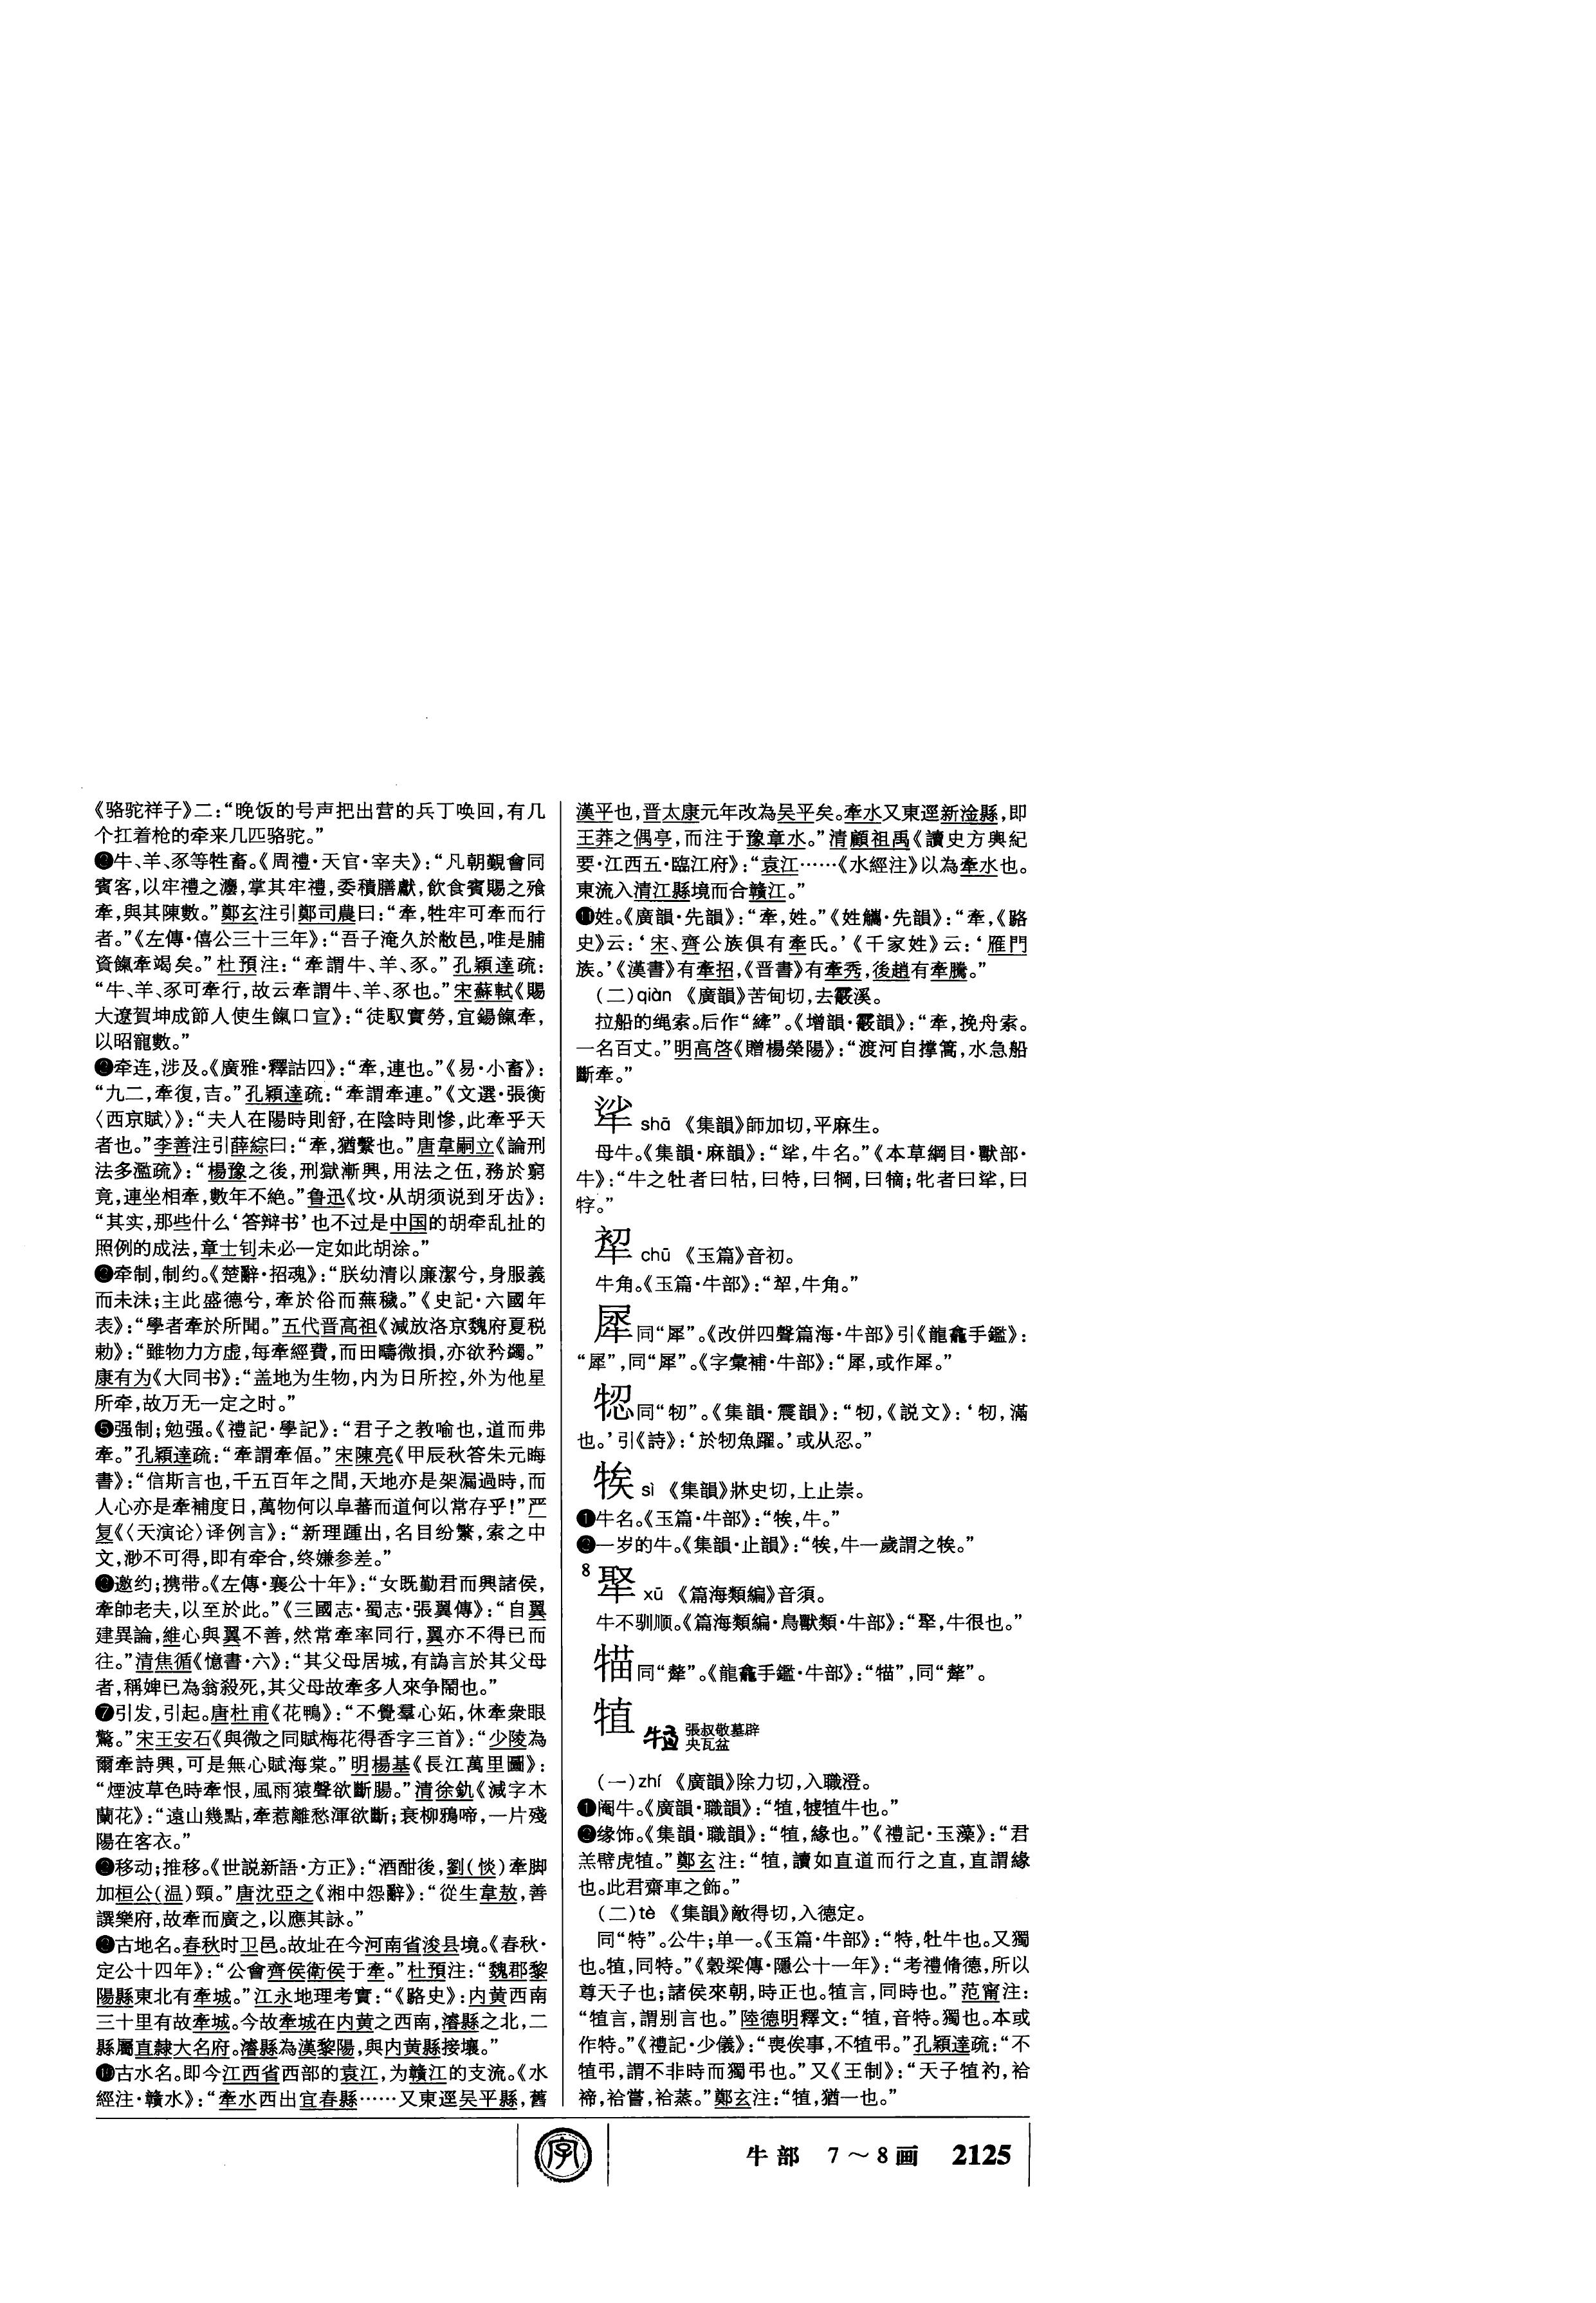 《骆驼祥子》二：“晚饭的号声把出营的兵丁唤回，有几
个扛着枪的牵来几匹骆驼。”
❷牛、羊、豕等牲畜。《周禮·天官·宰夫》：“凡朝覲會同
賓客，以牢禮之灋，掌其牢禮，委積膳獻，飲食賓賜之飱
牽，與其陳數。”鄭玄注引鄭司農曰：“牽，牲牢可牽而行
者。”《左傳·僖公三十三年》：“吾子淹久於敝邑，唯是脯
資餼牽竭矣。”杜預注：“牽謂牛、羊、豕。”孔穎達疏：
“牛、羊、豕可牽行，故云牽謂牛、羊、豕也。”宋蘇軾《賜
大遼賀坤成節人使生餼口宣》：“徒馭實勞，宜錫餼牽，
以昭寵數。”
❸牵连，涉及。《廣雅·釋詁四》：“牽，連也。”《易·小畜》：
“九二，牽復，吉。”孔穎達疏：“牽謂牽連。”《文選·張衡
〈西京賦〉》：“夫人在陽時則舒，在陰時則慘，此牽乎天
者也。”李善注引薛綜曰：“牽，猶繫也。”唐韋嗣立《論刑
法多濫疏》：“楊豫之後，刑獄漸興，用法之伍，務於窮
竟，連坐相牽，數年不絶。”鲁迅《坟·从胡须说到牙齿》：
“其实，那些什么‘答辩书’也不过是中国的胡牵乱扯的
照例的成法，章士钊未必一定如此胡涂。”
❹牵制，制约。《楚辭·招魂》：“朕幼清以廉潔兮，身服義
而未沬；主此盛德兮，牽於俗而蕪穢。”《史記·六國年
表》：“學者牽於所聞。”五代晋高祖《減放洛京魏府夏税
勅》：“雖物力方虚，每牽經費，而田疇微損，亦欲矜蠲。”
康有为《大同书》：“盖地为生物，内为日所控，外为他星
所牵，故万无一定之时。”
❺强制；勉强。《禮記·學記》：“君子之教喻也，道而弗
牽。”孔穎達疏：“牽謂牽偪。”宋陳亮《甲辰秋答朱元晦
書》：“信斯言也，千五百年之間，天地亦是架漏過時，而
人心亦是牽補度日，萬物何以阜蕃而道何以常存乎！”严
复《〈天演论〉译例言》：“新理踵出，名目纷繁，索之中
文，渺不可得，即有牵合，终嫌参差。”
❻邀约；携带。《左傳·襄公十年》：“女既勤君而興諸侯，
牽帥老夫，以至於此。”《三國志·蜀志·張翼傳》：“自翼
建異論，維心與翼不善，然常牽率同行，翼亦不得已而
往。”清焦循《憶書·六》：“其父母居城，有譌言於其父母
者，稱婢已為翁殺死，其父母故牽多人來争鬧也。”
❼引发，引起。唐杜甫《花鴨》：“不覺羣心妬，休牽衆眼
驚。”宋王安石《與微之同賦梅花得香字三首》：“少陵為
爾牽詩興，可是無心賦海棠。”明楊基《長江萬里圖》：
“煙波草色時牽恨，風雨猿聲欲斷腸。”清徐釚《減字木
蘭花》：“遠山幾點，牽惹離愁渾欲斷；衰柳鴉啼，一片殘
陽在客衣。”
❽移动；推移。《世説新語·方正》：“酒酣後，劉（惔）牽脚
加桓公（温）頸。”唐沈亞之《湘中怨辭》：“從生韋敖，善
譔樂府，故牽而廣之，以應其詠。”
❾古地名。春秋时卫邑。故址在今河南省浚县境。《春秋·
定公十四年》：“公會齊侯衛侯于牽。”杜預注：“魏郡黎
陽縣東北有牽城。”江永地理考實：“《路史》：内黄西南
三十里有故牽城。今故牽城在内黄之西南，濬縣之北，二
縣屬直隸大名府。濬縣為漢黎陽，與内黄縣接壤。”
❿古水名。即今江西省西部的袁江，为赣江的支流。《水
經注·贛水》：“牽水西出宜春縣……又東逕吴平縣，舊
漢平也，晋太康元年改為吴平矣。牽水又東逕新淦縣，即
王莽之偶亭，而注于豫章水。”清顧祖禹《讀史方輿紀
要·江西五·臨江府》：“袁江……《水經注》以為牽水也。
東流入清江縣境而合贛江。”
⓫姓。《廣韻·先韻》：“牽，姓。”《姓觿·先韻》：“牽，《路
史》云：‘宋、齊公族俱有牽氏。’《千家姓》云：‘雁門
族。’《漢書》有牽招，《晋書》有牽秀，後趙有牽騰。”
（二）qiàn 《廣韻》苦甸切，去霰溪。
拉船的绳索。后作“縴”。《增韻·霰韻》：“牽，挽舟索。
一名百丈。”明高啓《贈楊榮陽》：“渡河自撑篙，水急船
斷牽。”
㸺 shā 《集韻》師加切，平麻生。
母牛。《集韻·麻韻》：“㸺，牛名。”《本草綱目·獸部·
牛》：“牛之牡者曰牯，曰特，曰犅，曰犗；牝者曰㸺，曰
牸。”
chū 《玉篇》音初。
牛角。《玉篇·牛部》：“，牛角。”
同“犀”。《改併四聲篇海·牛部》引《龍龕手鑑》：
“”，同“犀”。《字彙補·牛部》：“犀，或作。”
同“牣”。《集韻·震韻》：“牣，《説文》：‘牣，滿
也。’引《詩》：‘於牣魚躍。’或从忍。”
㸻 sì 《集韻》牀史切，上止崇。
❶牛名。《玉篇·牛部》：“㸻，牛。”
❷一岁的牛。《集韻·止韻》：“㸻，牛一歲謂之㸻。”
8
xū 《篇海類編》音須。
牛不驯顺。《篇海類編·鳥獸類·牛部》：“，牛很也。”
同“犛”。《龍龕手鑑·牛部》：“”，同“犛”。
犆 張叔敬墓辟
央瓦盆
（一）zhí 《廣韻》除力切，入職澄。
❶阉牛。《廣韻·職韻》：“犆，㹇犆牛也。”
❷缘饰。《集韻·職韻》：“犆，緣也。”《禮記·玉藻》：“君
羔幦虎犆。”鄭玄注：“犆，讀如直道而行之直，直謂緣
也。此君齋車之飾。”
（二）tè 《集韻》敵得切，入德定。
同“特”。公牛；单一。《玉篇·牛部》：“特，牡牛也。又獨
也。犆，同特。”《穀梁傳·隱公十一年》：“考禮脩德，所以
尊天子也；諸侯來朝，時正也。犆言，同時也。”范甯注：
“犆言，謂别言也。”陸德明釋文：“犆，音特。獨也。本或
作特。”《禮記·少儀》：“喪俟事，不犆弔。”孔穎達疏：“不
犆弔，謂不非時而獨弔也。”又《王制》：“天子犆礿，祫
禘，祫嘗，祫蒸。”鄭玄注：“犆，猶一也。”
字
牛部 7～8画 2125